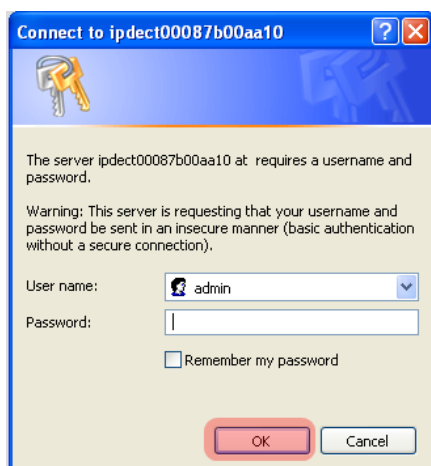 Connect to ipdect00087b00aa10
The server ipdect00087b00aa10 at  requires a username and
password.
Warning: This server is requesting that your username and
password be sent in an insecure manner (basic authentication
without a secure connection).
User name:
admin
Password:
Remember my password
OK
Cancel